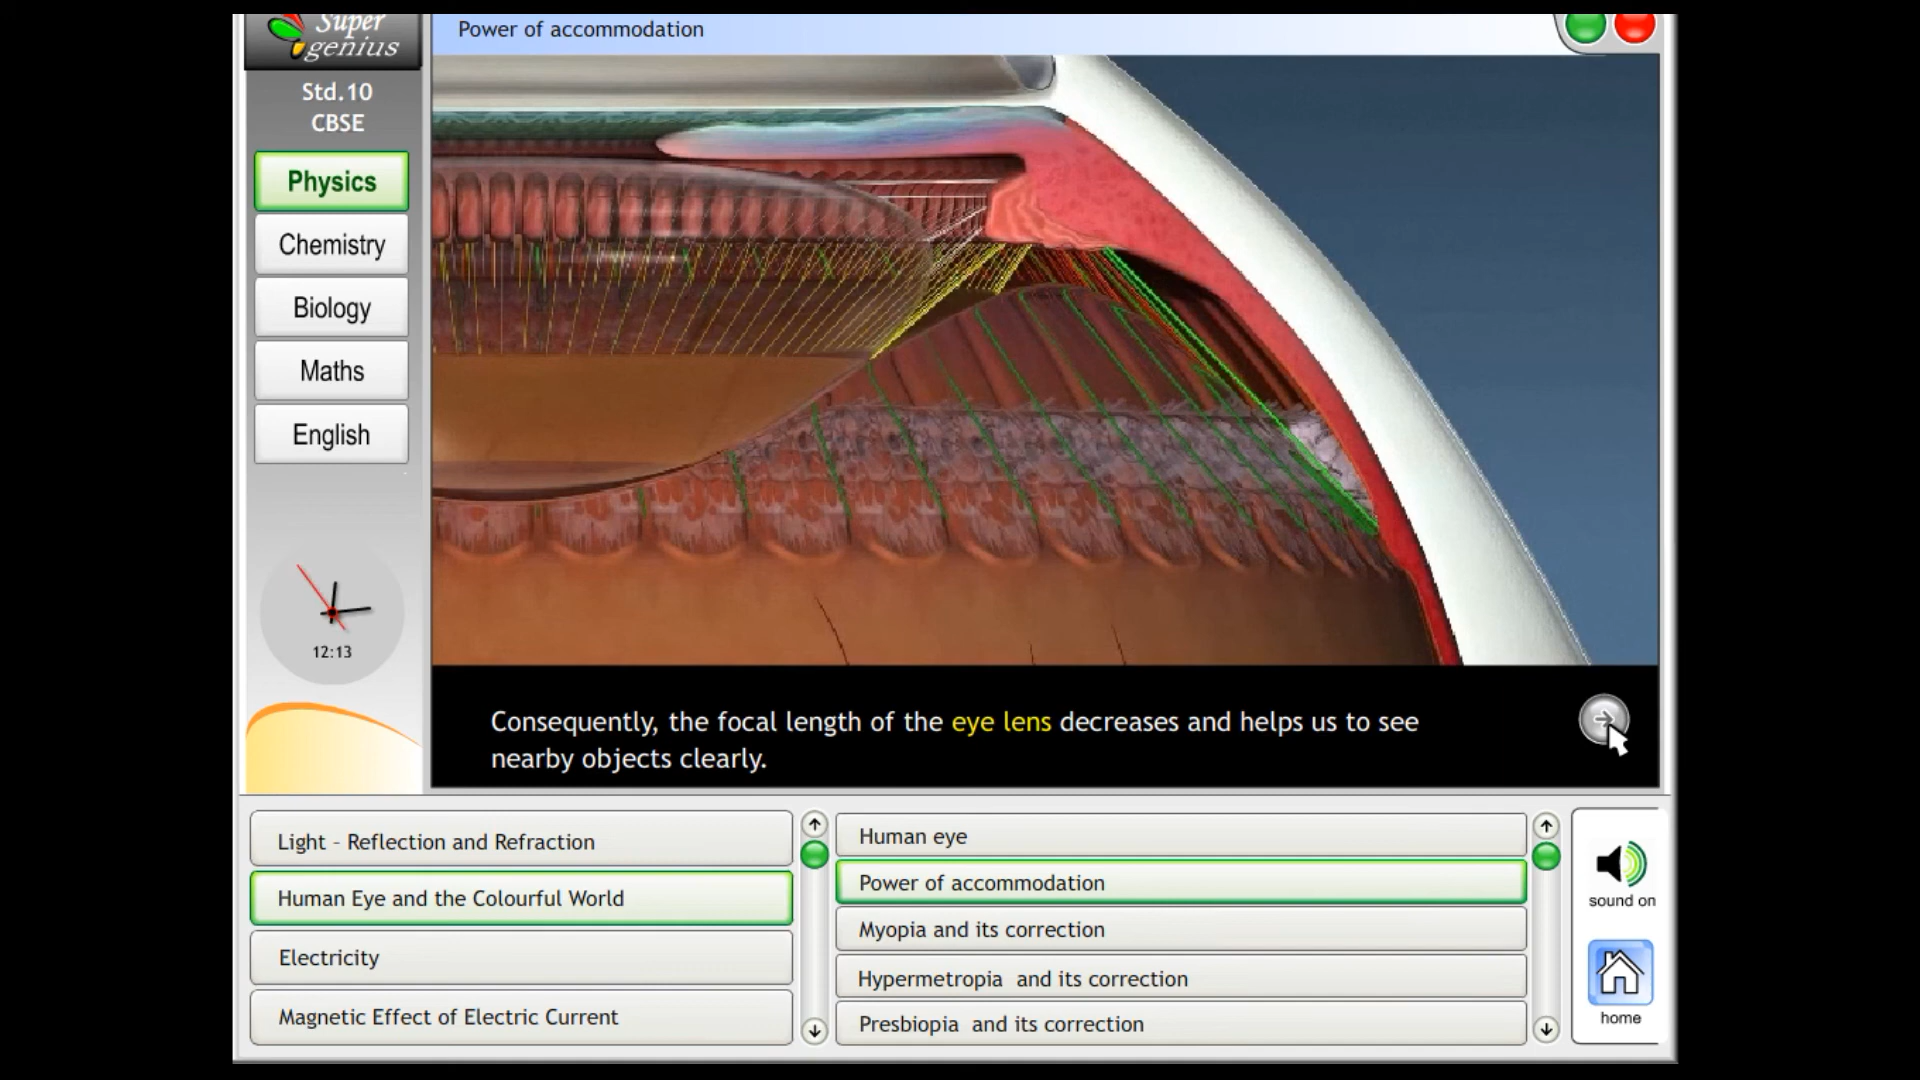 Super
genius
Power of accommodation
Std.10
CBSE
Physics
Chemistry
Biology
Maths
English
12:13
Consequently, the focal length of the eye lens decreases and helps us to see
nearby objects clearly.
Light - Reflection and Refraction
Human Eye and the Colourful World
Electricity
Magnetic Effect of Electric Current
Human eye
Power of accommodation
Myopia and its correction
Hypermetropia  and its correction
Presbiopia  and its correction
sound on
home